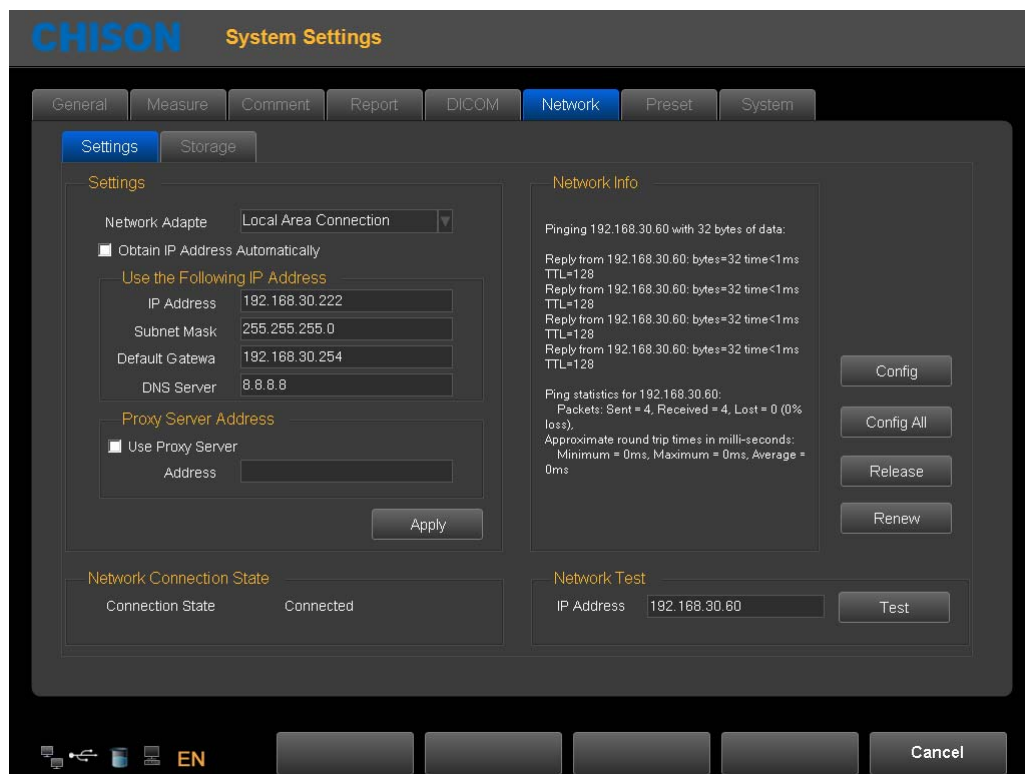 CHISON
System Settings
General
Measure
Comment
Report
DICOM
Network
Preset
System
Settings
Storage
Settings
Network Adapte
Local Area Connection
Obtain IP Address Automatically
Use the Following IP Address
IP Address
192.168.30.222
Subnet Mask
255.255.255.0
Default Gatewa
192.168.30.254
DNS Server
8.8.8.8
Proxy Server Address
Use Proxy Server
Address
Apply
Network Info
Pinging 192.168.30.60 with 32 bytes of data:
Reply from 192.168.30.60: bytes=32 time<1ms
TTL=128
Reply from 192.168.30.60: bytes=32 time<1ms
TTL=128
Reply from 192.168.30.60: bytes=32 time<1ms
TTL=128
Reply from 192.168.30.60: bytes=32 time<1ms
TTL=128
Ping statistics for 192.168.30.60:
Packets: Sent = 4, Received = 4, Lost = 0 (0%
loss),
Approximate round trip times in milli-seconds:
Minimum = 0ms, Maximum = 0ms, Average =
0ms
Config
Config All
Release
Renew
Network Connection State
Connection State
Connected
Network Test
IP Address
192.168.30.60
Test
EN
Cancel